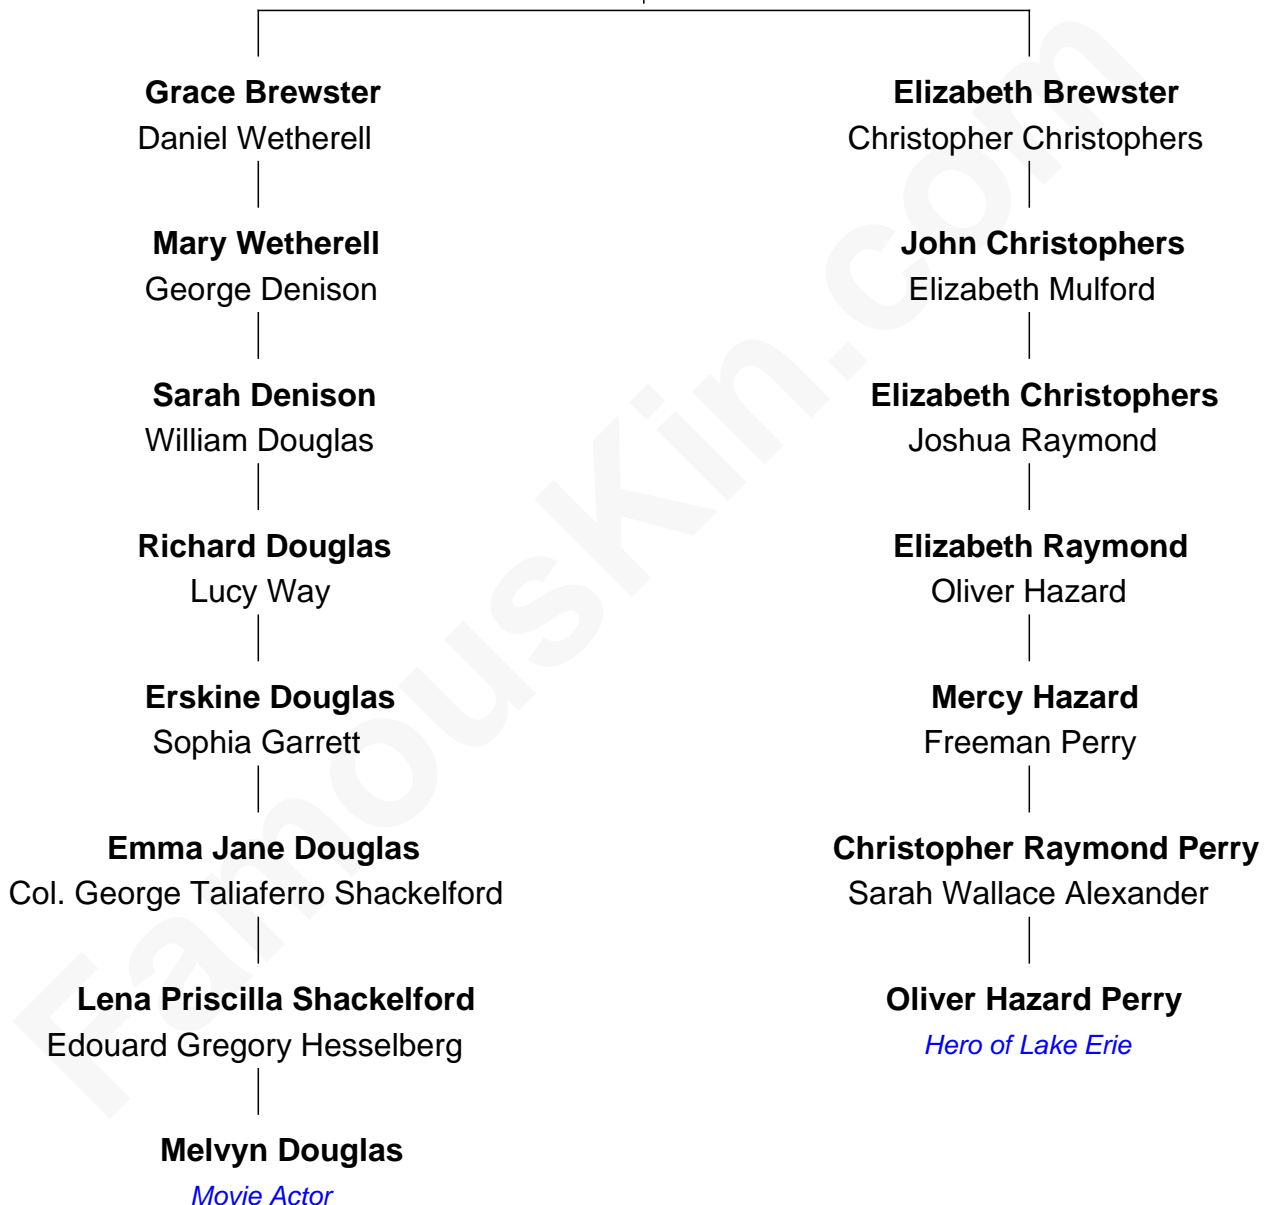 Grace Brewster
Daniel Wetherell
Mary Wetherell
George Denison
Sarah Denison
William Douglas
Richard Douglas
Lucy Way
Erskine Douglas
Sophia Garrett
Emma Jane Douglas
Col. George Taliaferro Shackelford
Lena Priscilla Shackelford
Edouard Gregory Hesselberg
Melvyn Douglas
Movie Actor
Elizabeth Brewster
Christopher Christophers
John Christophers
Elizabeth Mulford
Elizabeth Christophers
Joshua Raymond
Elizabeth Raymond
Oliver Hazard
Mercy Hazard
Freeman Perry
Christopher Raymond Perry
Sarah Wallace Alexander
Oliver Hazard Perry
Hero of Lake Erie
FamousKin.com